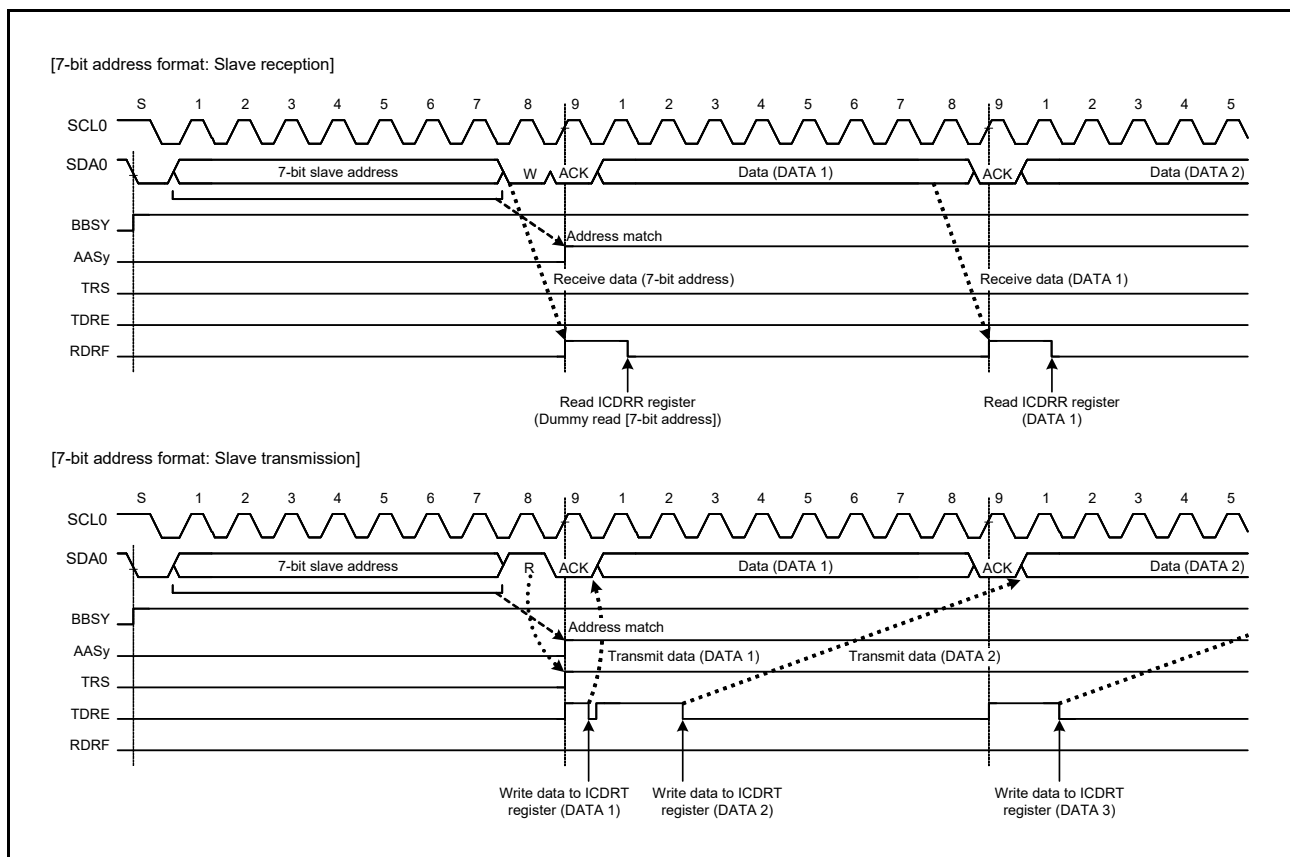 [7-bit address format: Slave reception]
S 1 2 3 4 5 6 7 8 9 1 2 3 4 5 6 7 8 9 1 2 3 4 5
SCL0
SDA0 7-bit slave address W ACK Data (DATA 1) ACK Data (DATA 2)
BBSY
Address match
AASy
Receive data (7-bit address) Receive data (DATA 1)
TRS
TDRE
RDRF
Read ICDRR register
(Dummy read [7-bit address])
Read ICDRR register
(DATA 1)
[7-bit address format: Slave transmission]
S 1 2 3 4 5 6 7 8 9 1 2 3 4 5 6 7 8 9 1 2 3 4 5
SCL0
SDA0 7-bit slave address R ACK Data (DATA 1) ACK Data (DATA 2)
BBSY
Address match
AASy
Transmit data (DATA 1) Transmit data (DATA 2)
TRS
TDRE
RDRF
Write data to ICDRT
register (DATA 1)
Write data to ICDRT
register (DATA 2)
Write data to ICDRT
register (DATA 3)